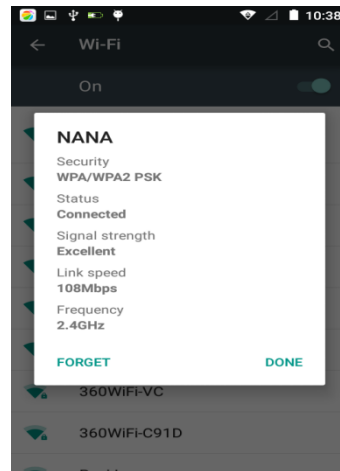 10:38
Wi-Fi
On
NANA
Security
WPA/WPA2 PSK
Status
Connected
Signal strength
Excellent
Link speed
108Mbps
Frequency
2.4GHz
FORGET DONE
360WiFi-VC
360WiFi-C91D